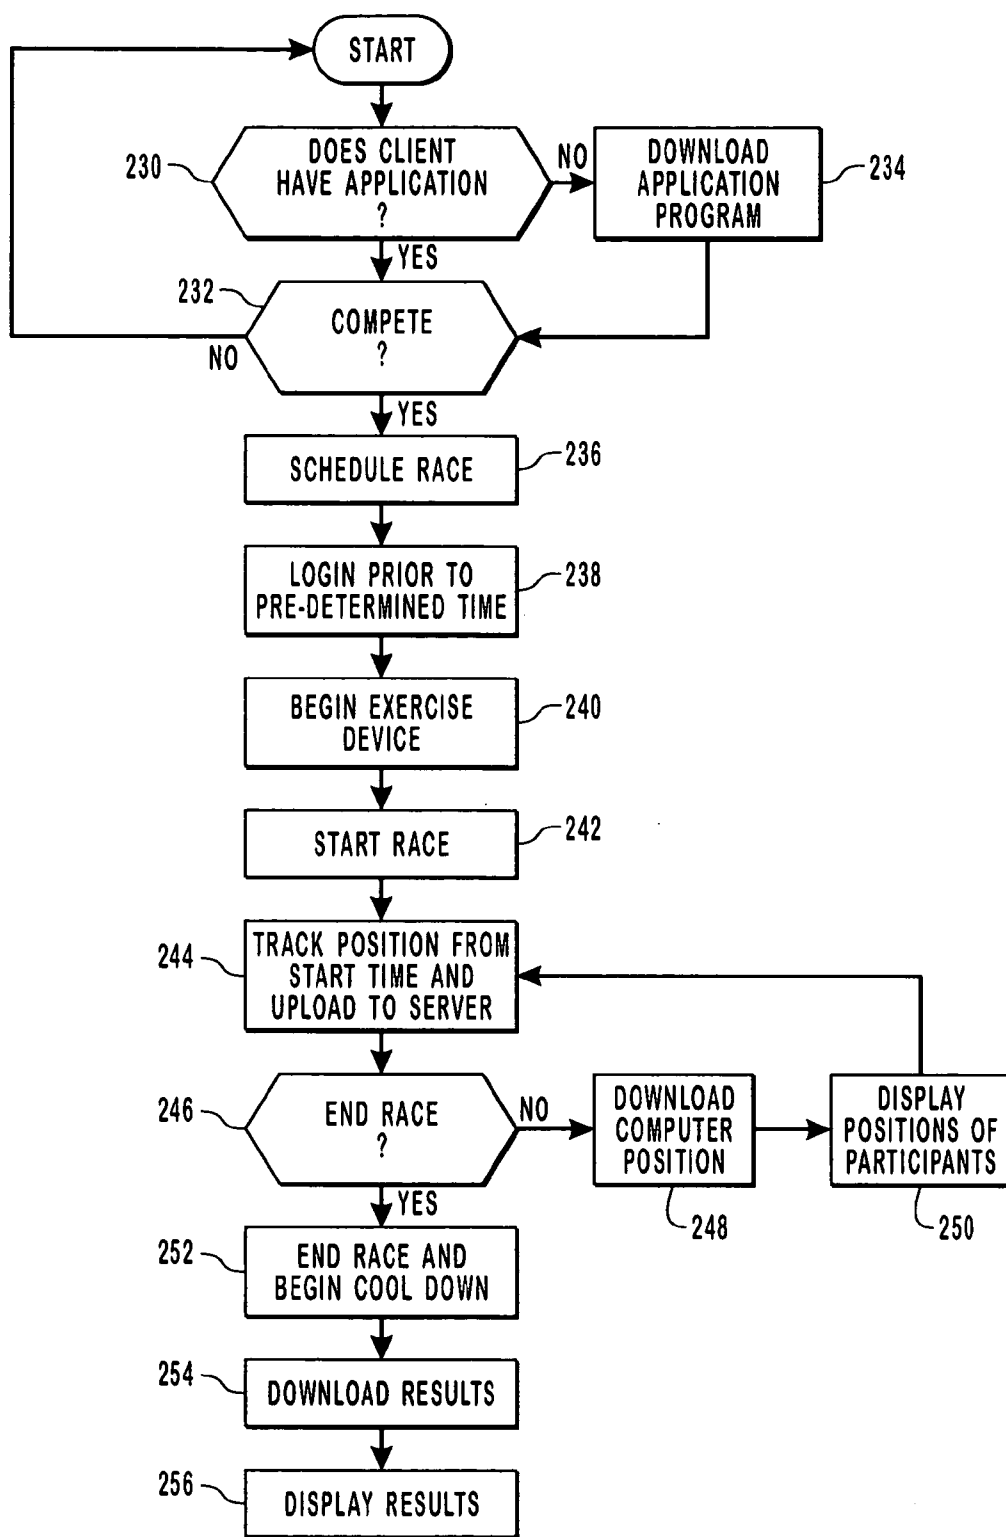 START
DOES CLIENT
HAVE APPLICATION
?
230
NO
DOWNLOAD
APPLICATION
PROGRAM
234
YES
232
COMPETE
?
NO
YES
SCHEDULE RACE
236
LOGIN PRIOR TO
PRE-DETERMINED TIME
238
BEGIN EXERCISE
DEVICE
240
START RACE
242
244
TRACK POSITION FROM
START TIME AND
UPLOAD TO SERVER
246
END RACE
?
NO
DOWNLOAD
COMPUTER
POSITION
248
DISPLAY
POSITIONS OF
PARTICIPANTS
250
YES
252
END RACE AND
BEGIN COOL DOWN
254
DOWNLOAD RESULTS
256
DISPLAY RESULTS